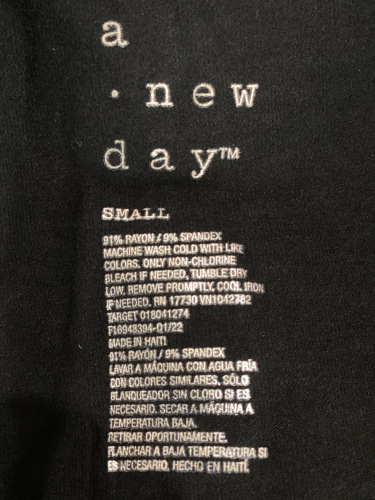 a
· new
day™
SMALL
91% RAYON / 9% SPANDEX
MACHINE WASH COLD WITH LIKE
COLORS. ONLY NON-CHLORINE
BLEACH IF NEEDED, TUMBLE DRY
LOW. REMOVE PROMPTLY, COOL IRON
IF NEEDED. RN 17730 VN1042782
TARGET 018041274
F16948394-01/22
MADE IN HAITI
91% RAYÓN / 9% SPANDEX
LAVAR A MÁQUINA CON AGUA FRÍA
CON COLORES SIMILARES, SÓLO
BLANQUEADOR SIN CLORO SI ES
NECESARIO. SECAR A MÁQUINA A
TEMPERATURA BAJA.
RETIRAR OPORTUNAMENTE.
PLANCHAR A BAJA TEMPERATURA SI
ES NECESARIO. HECHO EN HAITÍ.